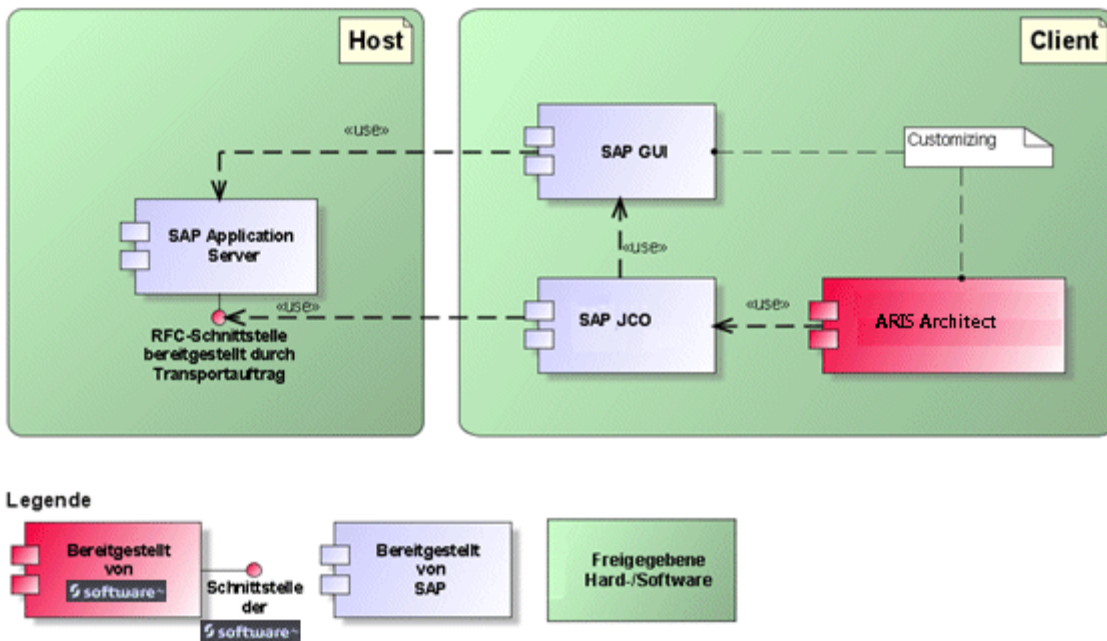 Host
Client
«use»
SAP GUI
Customizing
SAP Application
Server
«use»
«use»
SAP JCO
«use»
ARIS Architect
RFC-Schnittstelle
bereitgestellt durch
Transportauftrag
Legende
Bereitgestellt
von
software
Schnittstelle
der
software
Bereitgestellt
von
SAP
Freigegebene
Hard-/Software